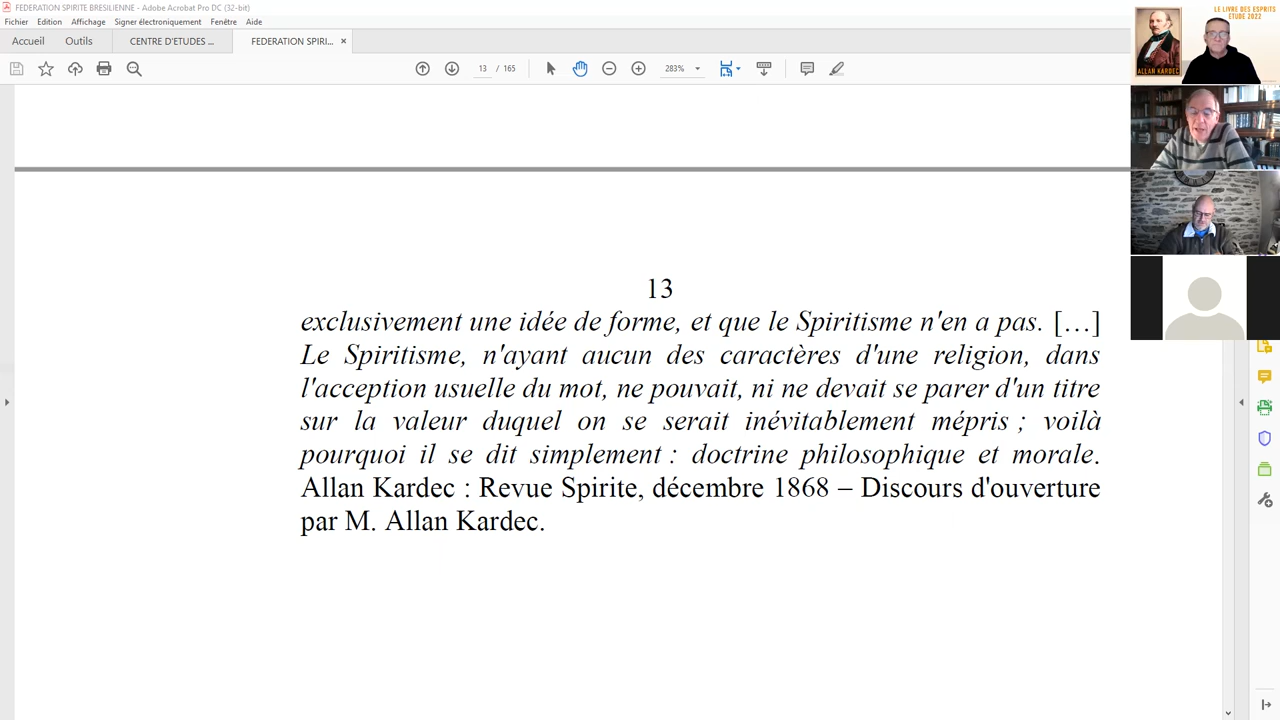 FEDERATION SPIRITE BRESILIENNE - Adobe Acrobat Pro DC (32-bit)
Fichier Edition Affichage Signer électroniquement Fenêtre Aide
Accueil Outils CENTRE D'ETUDES ... FEDERATION SPIRI... ×
13 / 165 283%
LE LIVRE DES ESPRITS
ETUDE 2022
ALLAN KARDEC
13
exclusivement une idée de forme, et que le Spiritisme n'en a pas. […]
Le Spiritisme, n'ayant aucun des caractères d'une religion, dans
l'acception usuelle du mot, ne pouvait, ni ne devait se parer d'un titre
sur la valeur duquel on se serait inévitablement mépris ; voilà
pourquoi il se dit simplement : doctrine philosophique et morale.
Allan Kardec : Revue Spirite, décembre 1868 – Discours d'ouverture
par M. Allan Kardec.